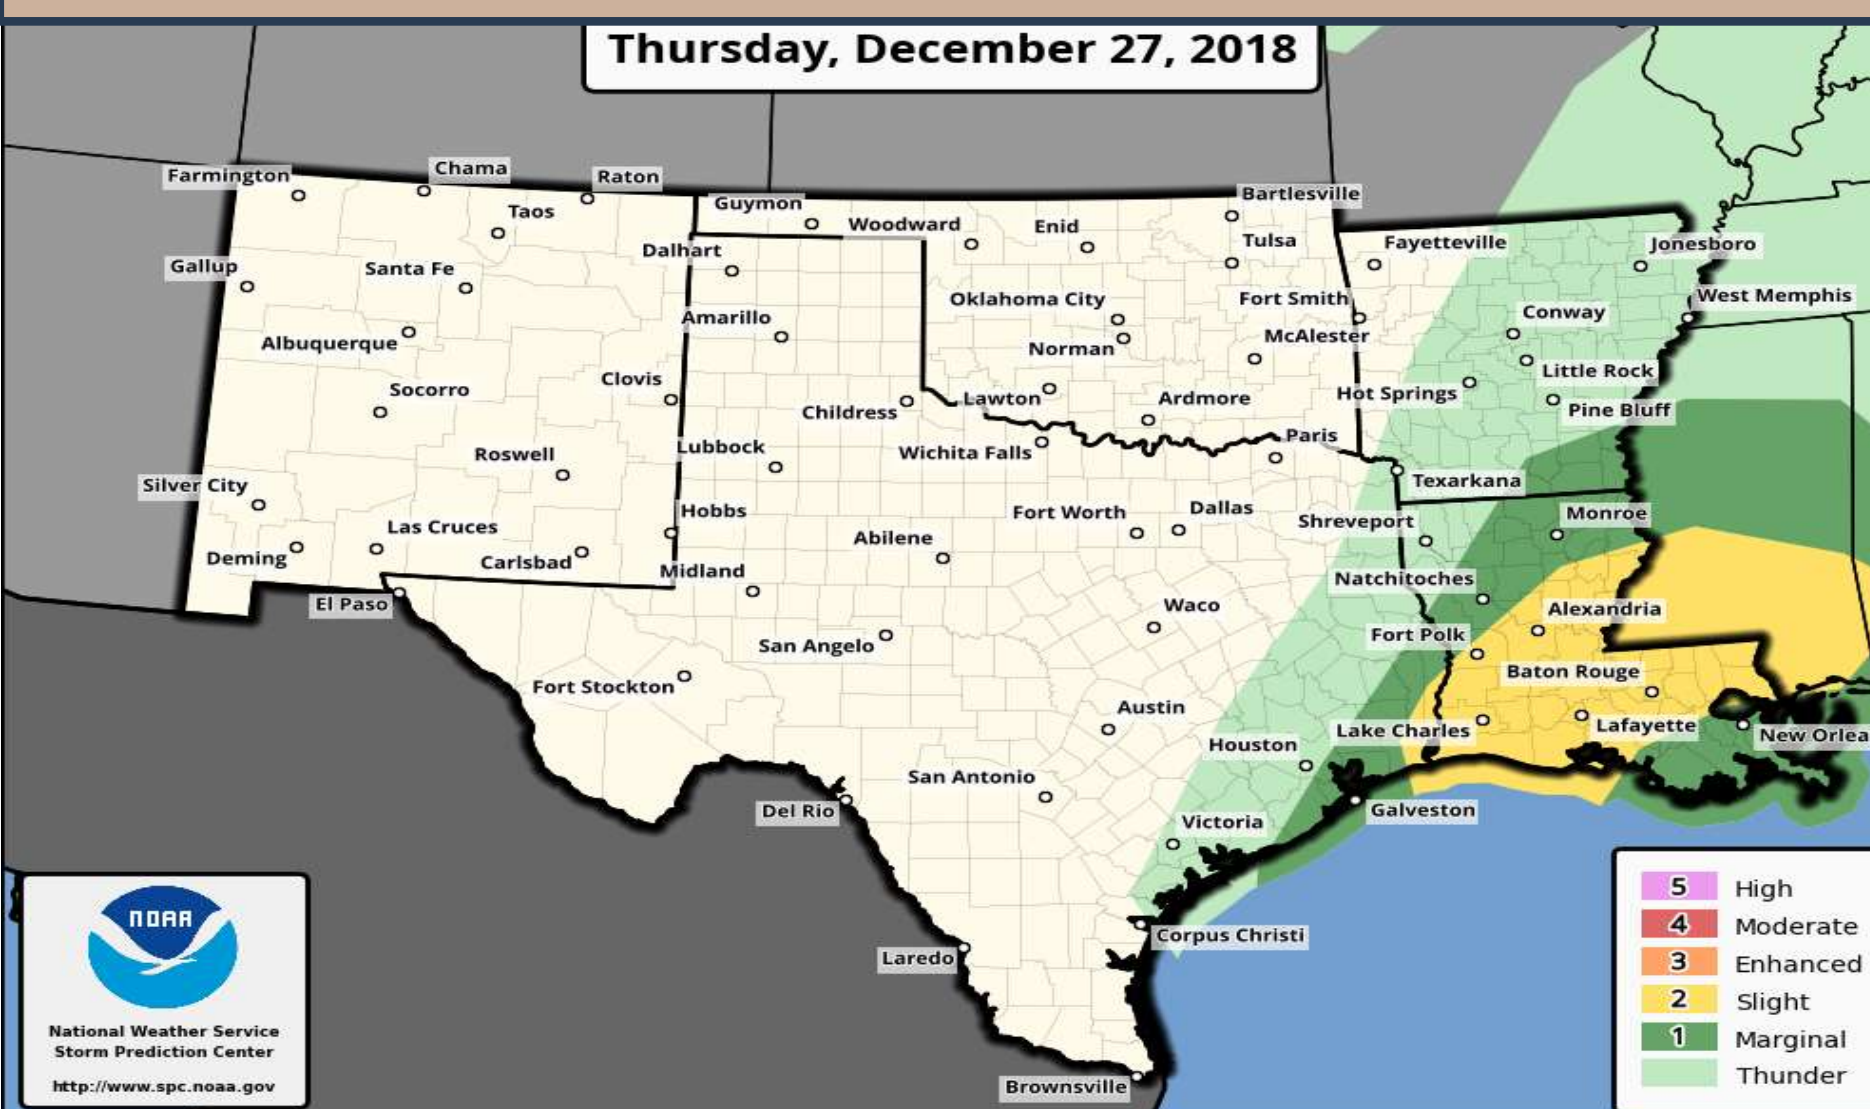 Thursday, December 27, 2018
Farmington
Chama
Raton
Taos
Guymon
Woodward
Enid
Bartlesville
Tulsa
Fayetteville
Jonesboro
Gallup
Santa Fe
Dalhart
Oklahoma City
Fort Smith
West Memphis
Albuquerque
Amarillo
Norman
McAlester
Conway
Little Rock
Socorro
Clovis
Childress
Lawton
Ardmore
Hot Springs
Pine Bluff
Roswell
Lubbock
Wichita Falls
Paris
Texarkana
Silver City
Las Cruces
Hobbs
Fort Worth
Dallas
Shreveport
Monroe
Deming
Carlsbad
Midland
Abilene
Natchitoches
El Paso
Waco
Alexandria
San Angelo
Fort Polk
Fort Stockton
Baton Rouge
Austin
Lake Charles
Lafayette
New Orlea
Houston
San Antonio
Del Rio
Galveston
Victoria
Corpus Christi
Laredo
Brownsville
NOAA
National Weather Service
Storm Prediction Center
http://www.spc.noaa.gov
5 High
4 Moderate
3 Enhanced
2 Slight
1 Marginal
Thunder